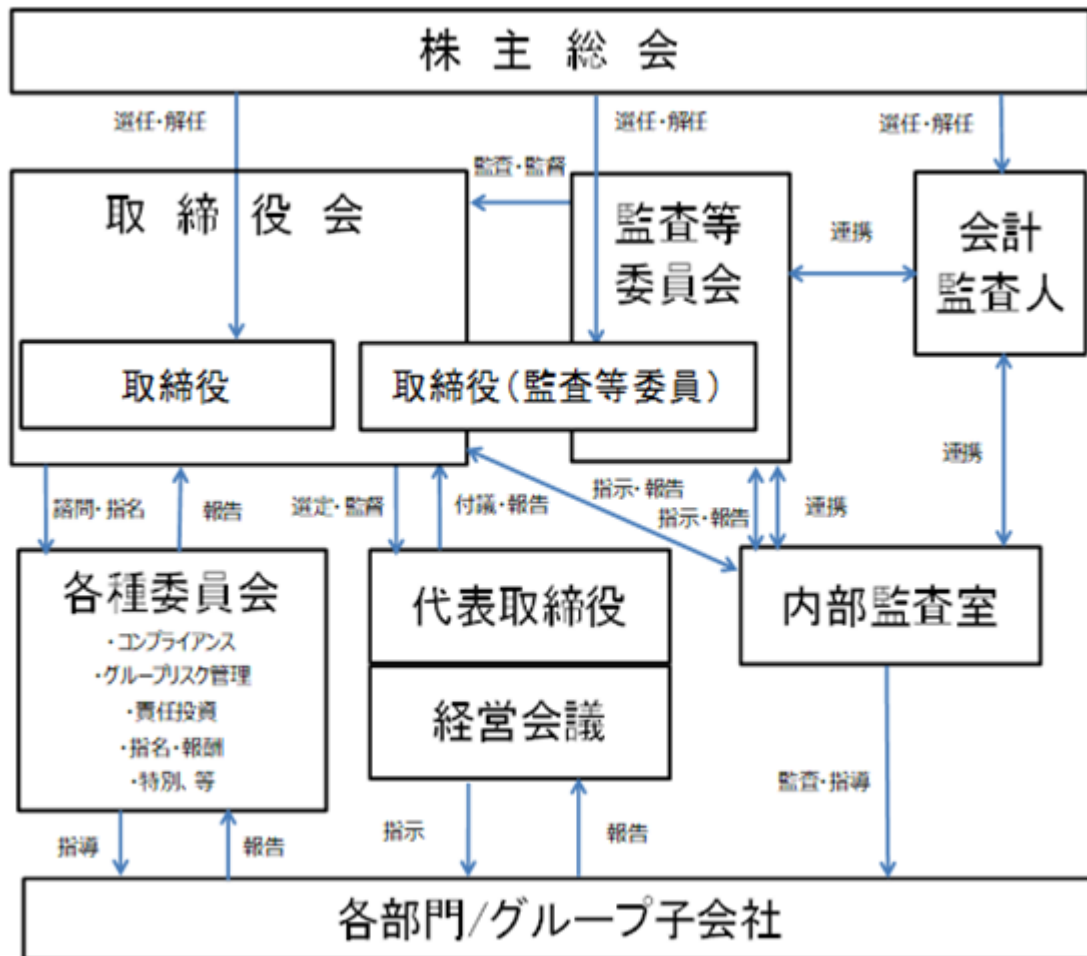 株主総会
選任・解任
選任・解任
選任・解任
取締役会
監査・監督
監査等
委員会
連携
会計
監査人
取締役
取締役(監査等委員)
諮問・指名
報告
選定・監督
付議・報告
指示・報告
指示・報告
連携
連携
各種委員会
・コンプライアンス
・グループリスク管理
・責任投資
・指名・報酬
・特別、等
代表取締役
経営会議
内部監査室
指導
報告
指示
報告
監査・指導
各部門/グループ子会社